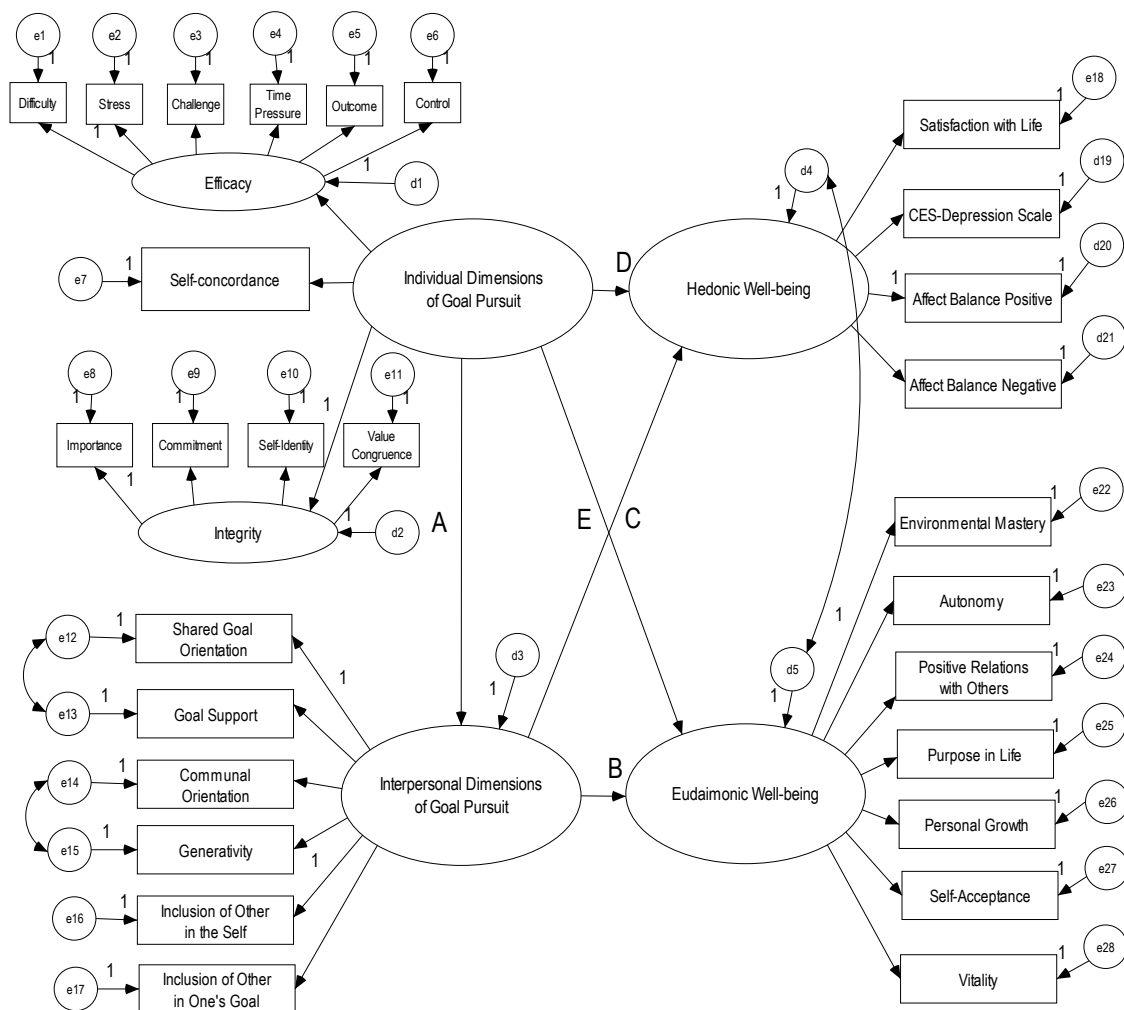 e1
e2
e3
e4
e5
e6
1
1
1
1
1
1
Difficulty
Stress
Challenge
Time
Pressure
Outcome
Control
1
1
Efficacy
d1
e7
1
Self-concordance
Individual Dimensions
of Goal Pursuit
D
d4
1
Hedonic Well-being
e18
1
Satisfaction with Life
d19
1
CES-Depression Scale
d20
1
1
Affect Balance Positive
d21
1
Affect Balance Negative
e8
e9
e10
e11
1
1
1
1
1
Importance
Commitment
Self-Identity
Value
Congruence
1
1
Integrity
d2
A
E
C
e22
1
Environmental Mastery
e23
1
Autonomy
1
e24
1
Positive Relations
with Others
e25
1
Purpose in Life
e26
1
Personal Growth
e27
1
Self-Acceptance
e28
1
Vitality
e12
1
Shared Goal
Orientation
1
e13
1
Goal Support
e14
1
Communal
Orientation
e15
1
Generativity
1
e16
1
Inclusion of Other
in the Self
e17
1
Inclusion of Other
in One's Goal
d3
1
Interpersonal Dimensions
of Goal Pursuit
B
d5
1
Eudaimonic Well-being